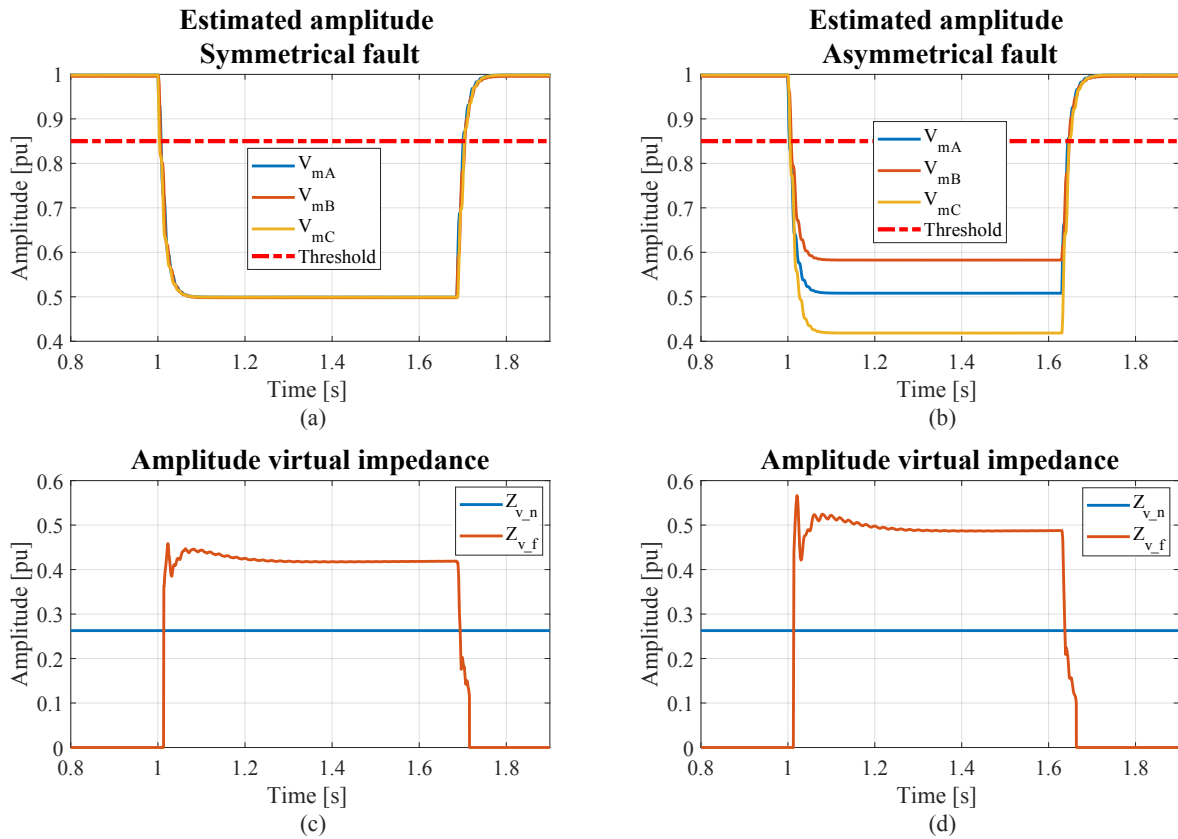 Estimated amplitude
Symmetrical fault
1
0.9
0.8
0.7
0.6
0.5
0.4
Amplitude [pu]
V_mA
V_mB
V_mC
Threshold
0.8 1 1.2 1.4 1.6 1.8
Time [s]
(a)
Estimated amplitude
Asymmetrical fault
1
0.9
0.8
0.7
0.6
0.5
0.4
Amplitude [pu]
V_mA
V_mB
V_mC
Threshold
0.8 1 1.2 1.4 1.6 1.8
Time [s]
(b)
Amplitude virtual impedance
0.6
0.5
0.4
0.3
0.2
0.1
0
Amplitude [pu]
Z_v_n
Z_v_f
0.8 1 1.2 1.4 1.6 1.8
Time [s]
(c)
Amplitude virtual impedance
0.6
0.5
0.4
0.3
0.2
0.1
0
Amplitude [pu]
Z_v_n
Z_v_f
0.8 1 1.2 1.4 1.6 1.8
Time [s]
(d)